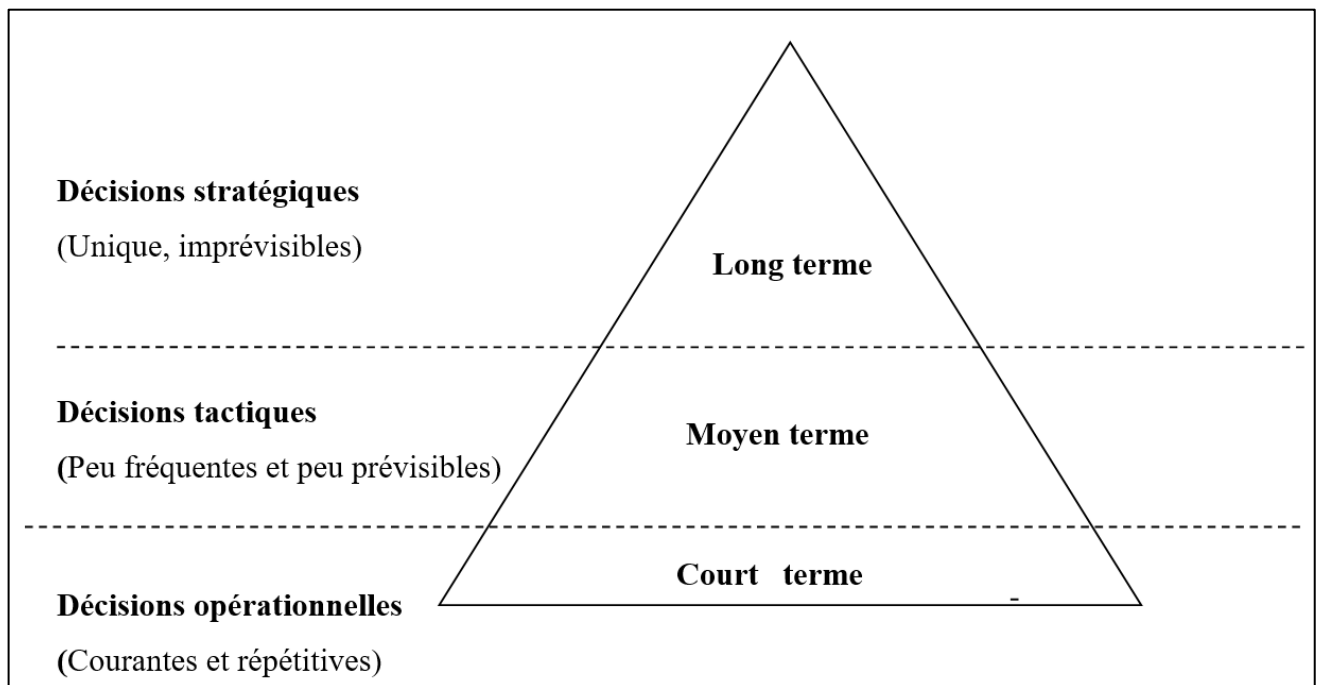 Décisions stratégiques
(Unique, imprévisibles)
Long terme
Décisions tactiques
(Peu fréquentes et peu prévisibles)
Moyen terme
Décisions opérationnelles
(Courantes et répétitives)
Court terme
-